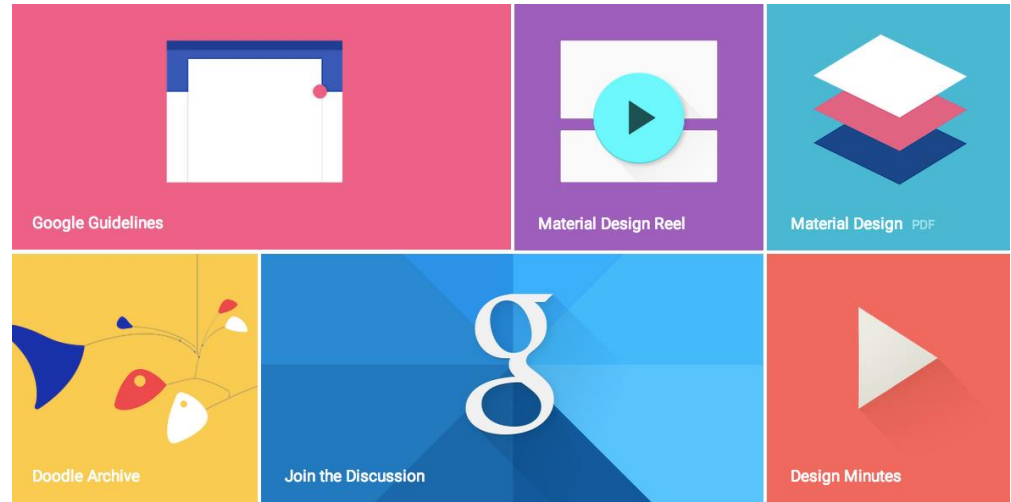 Google Guidelines
Material Design Reel
Material Design PDF
g
Doodle Archive
Join the Discussion
Design Minutes